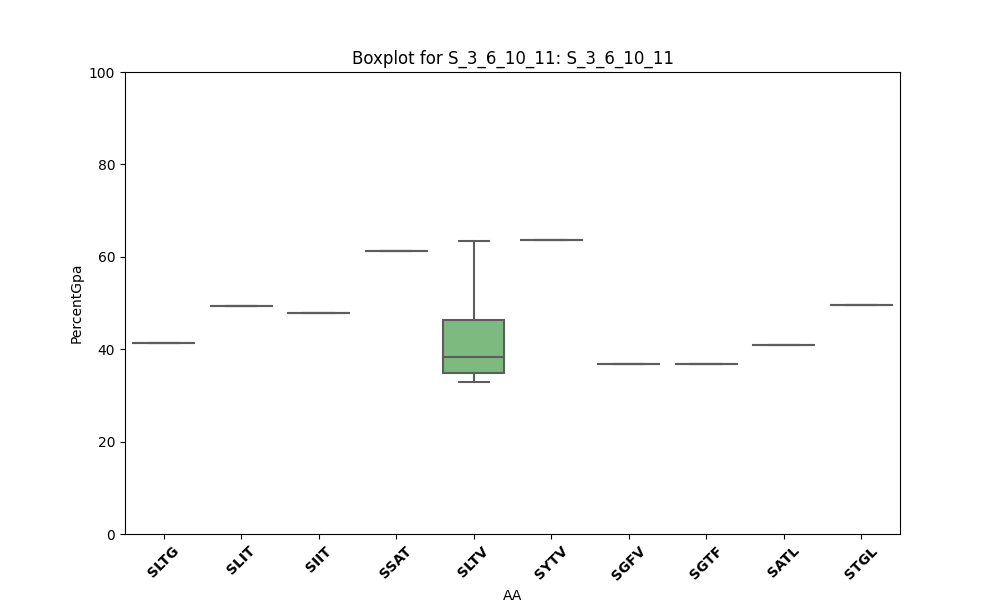 Boxplot for S_3_6_10_11: S_3_6_10_11
100
80
60
40
20
0
PercentGpa
SLTG
SLIT
SIIT
SSAT
SLTV
SYTV
SGFV
SGTF
SATL
STGL
AA